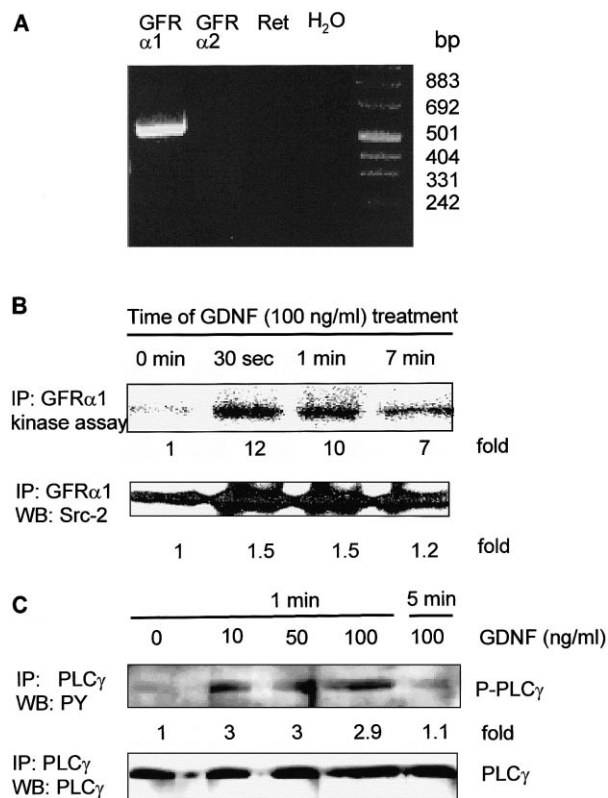 A
GFR α1 GFR α2 Ret H₂O
bp
883
692
501
404
331
242
B
Time of GDNF (100 ng/ml) treatment
0 min 30 sec 1 min 7 min
IP: GFRα1
kinase assay
1 12 10 7 fold
IP: GFRα1
WB: Src-2
1 1.5 1.5 1.2 fold
C
1 min 5 min
0 10 50 100 100 GDNF (ng/ml)
IP: PLCγ
WB: PY
P-PLCγ
1 3 3 2.9 1.1 fold
IP: PLCγ
WB: PLCγ
PLCγ